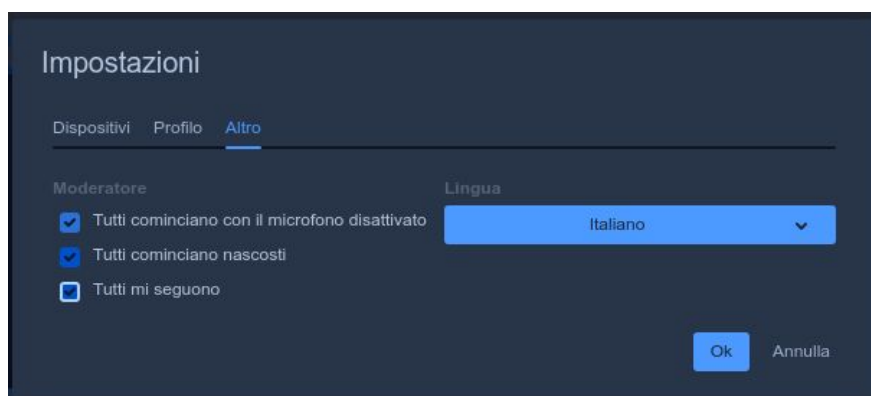 Impostazioni
Dispositivi Profilo Altro
Moderatore
Tutti cominciano con il microfono disattivato
Tutti cominciano nascosti
Tutti mi seguono
Lingua
Italiano
Ok Annulla